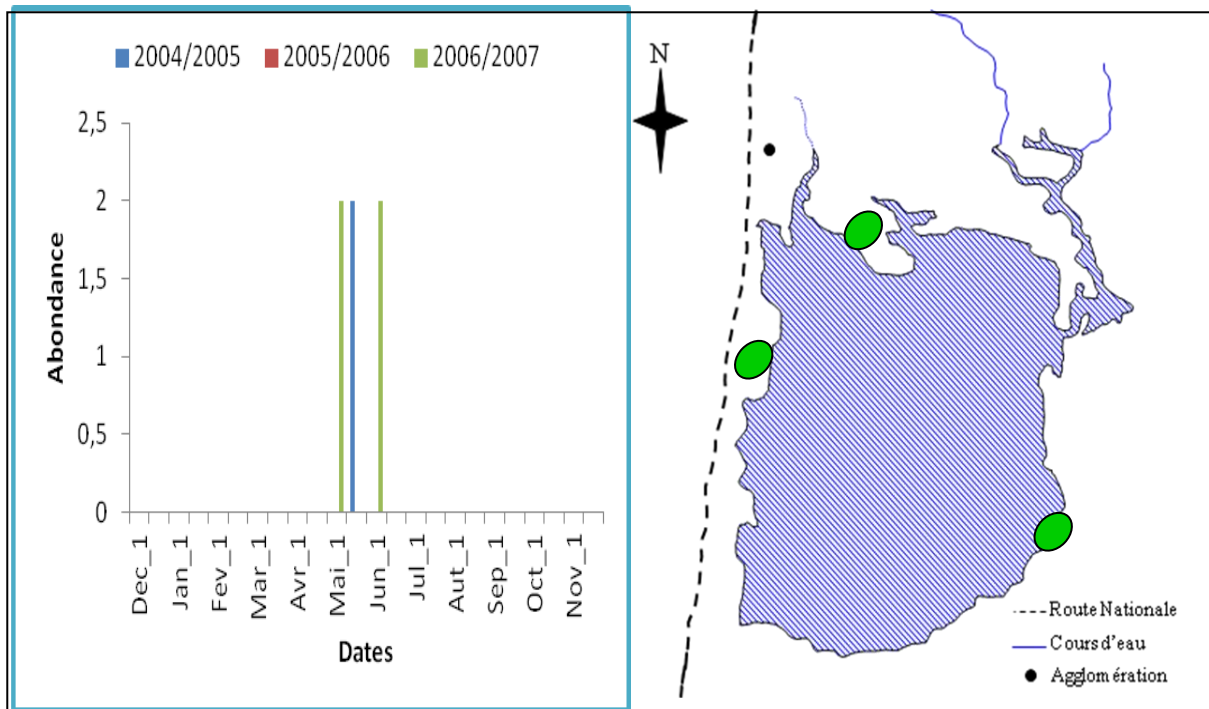 2004/2005 2005/2006 2006/2007
2,5
2
1,5
1
0,5
0
Abondance
Dec_1 Jan_1 Fev_1 Mar_1 Avr_1 Mai_1 Jun_1 Jul_1 Aut_1 Sep_1 Oct_1 Nov_1
Dates
N
Route Nationale
Cours d'eau
Agglomération